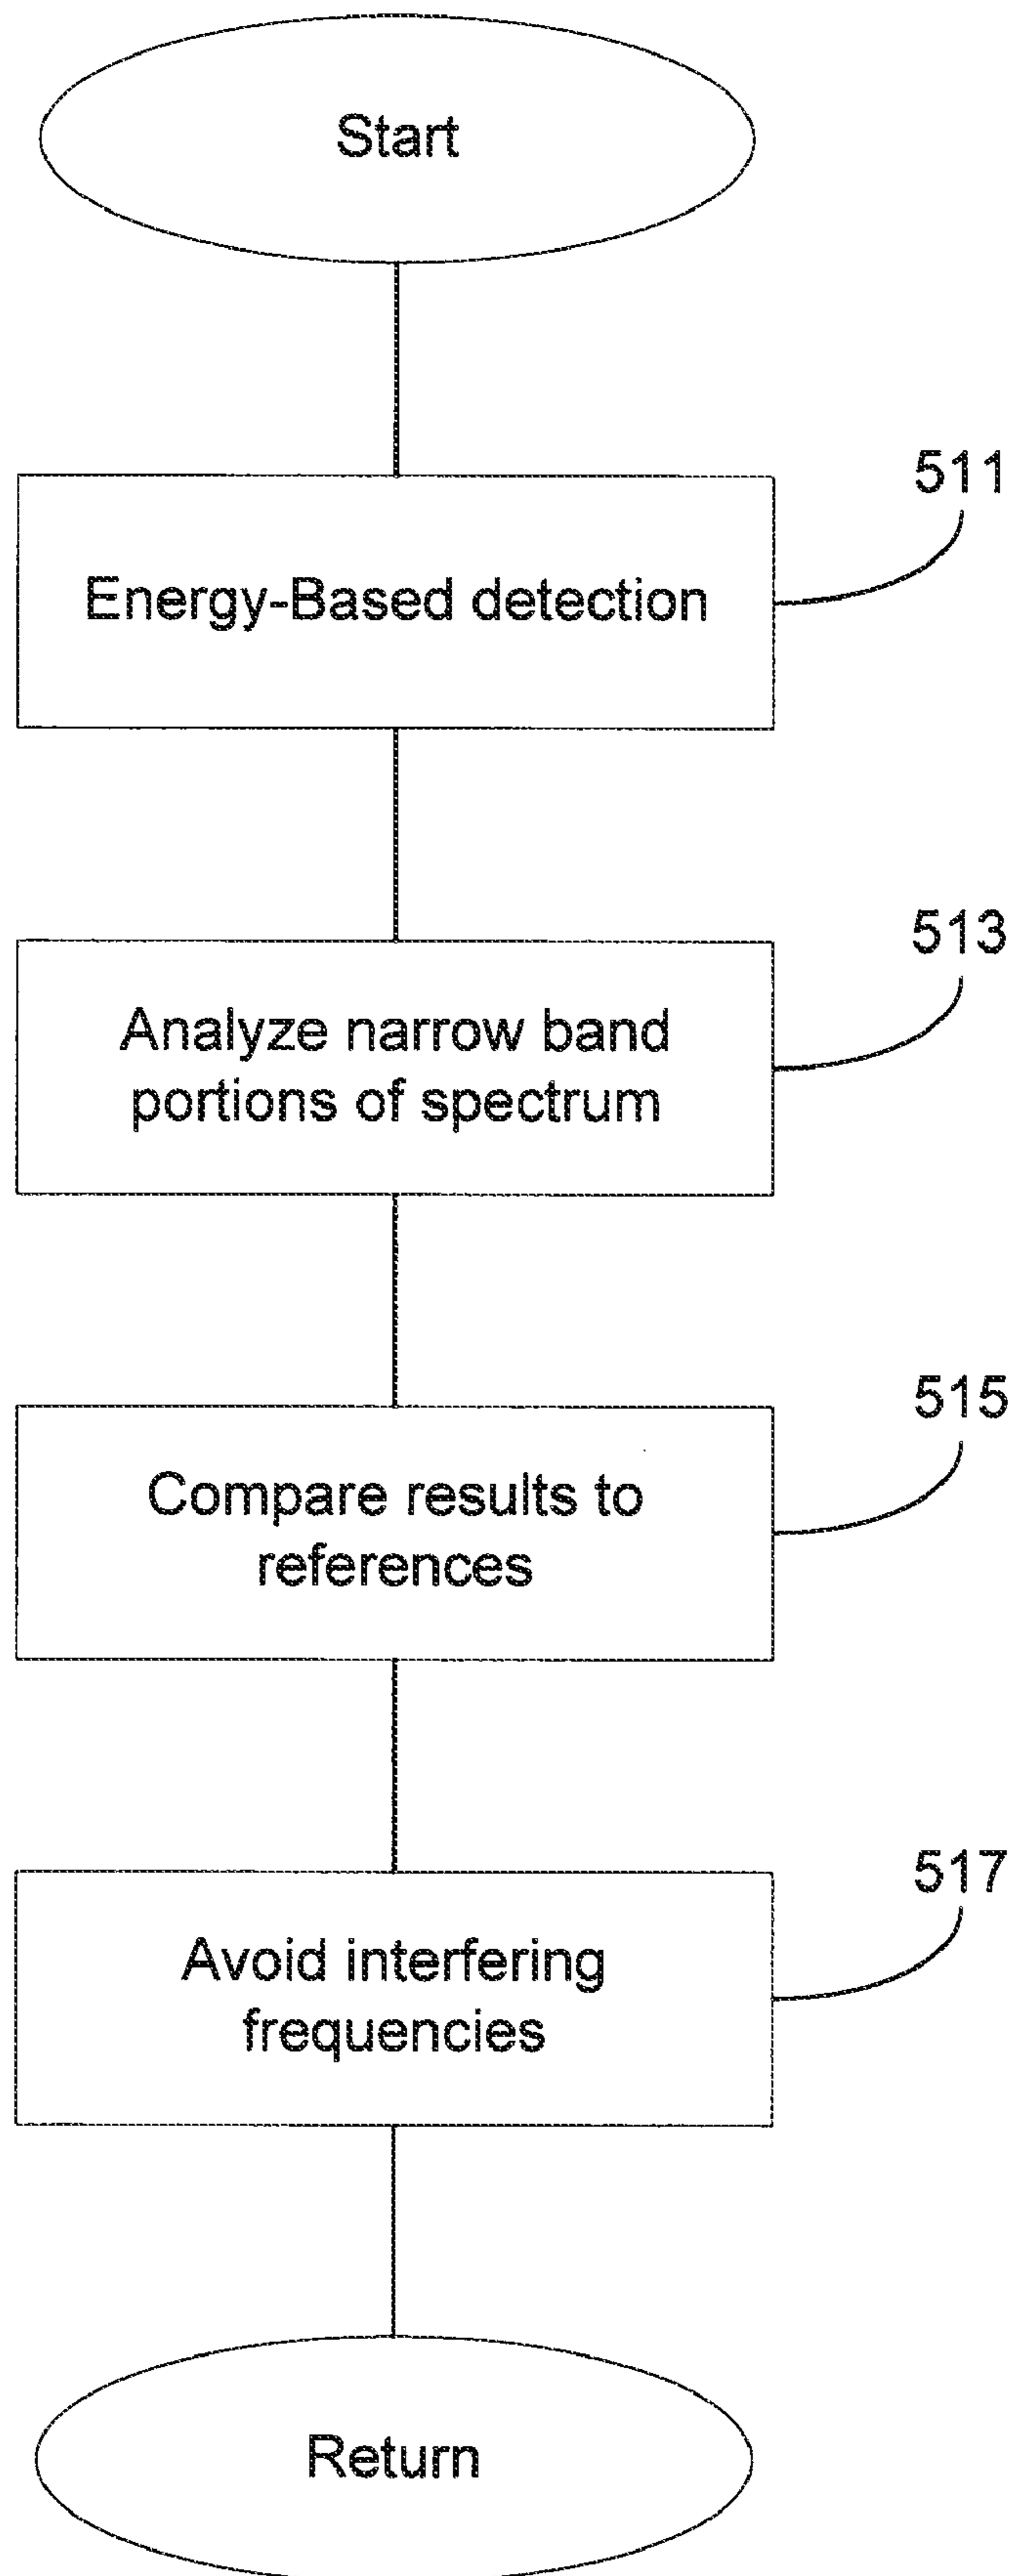 Start
511
Energy-Based detection
513
Analyze narrow band
portions of spectrum
515
Compare results to
references
517
Avoid interfering
frequencies
Return